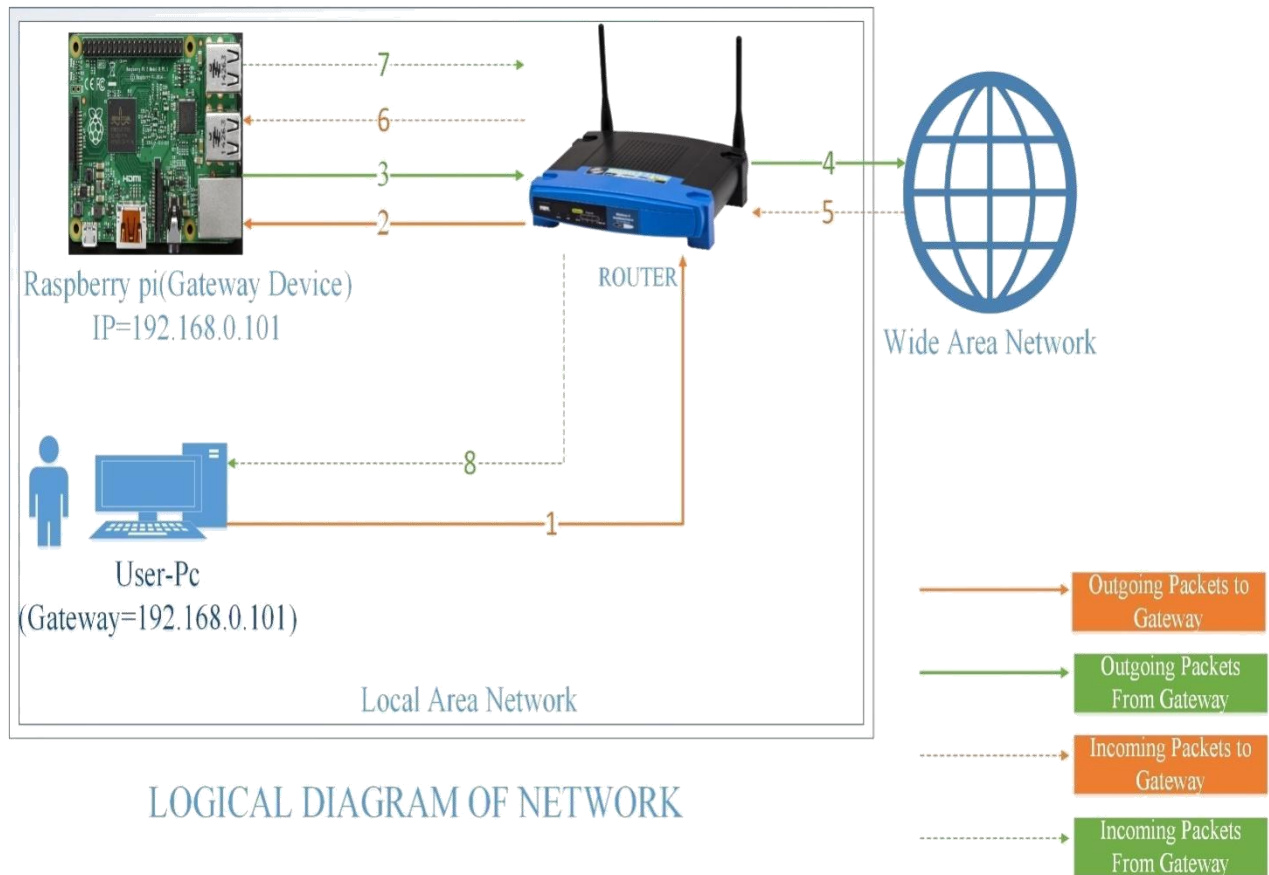 7
6
3
2
4
5
HDMI
Raspberry pi(Gateway Device)
IP=192.168.0.101
ROUTER
Wide Area Network
8
1
User-Pc
(Gateway=192.168.0.101)
Local Area Network
LOGICAL DIAGRAM OF NETWORK
Outgoing Packets to
Gateway
Outgoing Packets
From Gateway
Incoming Packets to
Gateway
Incoming Packets
From Gateway